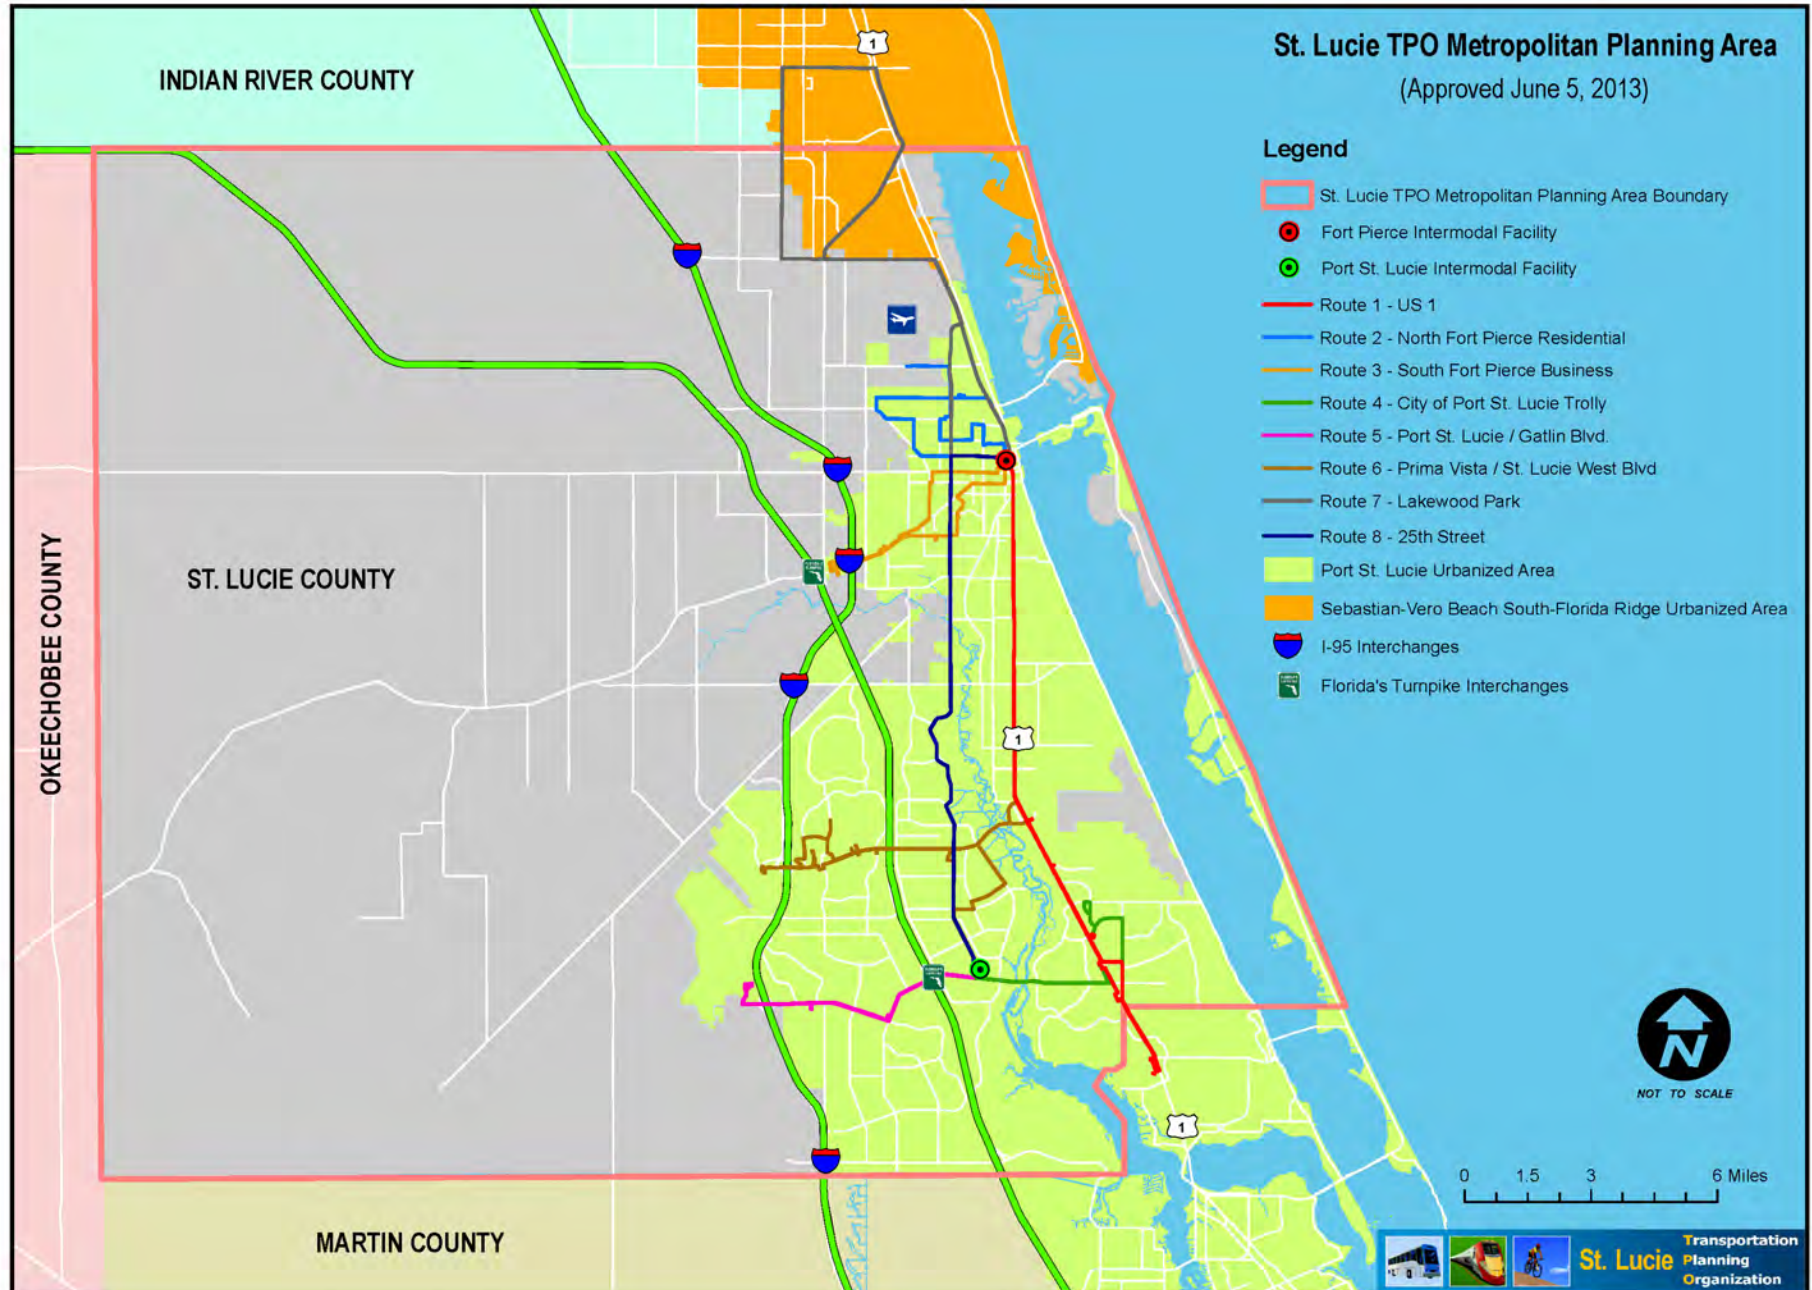 St. Lucie TPO Metropolitan Planning Area
(Approved June 5, 2013)
Legend
St. Lucie TPO Metropolitan Planning Area Boundary
Fort Pierce Intermodal Facility
Port St. Lucie Intermodal Facility
Route 1 - US 1
Route 2 - North Fort Pierce Residential
Route 3 - South Fort Pierce Business
Route 4 - City of Port St. Lucie Trolly
Route 5 - Port St. Lucie / Gatlin Blvd.
Route 6 - Prima Vista / St. Lucie West Blvd
Route 7 - Lakewood Park
Route 8 - 25th Street
Port St. Lucie Urbanized Area
Sebastian-Vero Beach South-Florida Ridge Urbanized Area
I-95 Interchanges
Florida's Turnpike Interchanges
INDIAN RIVER COUNTY
1
OKEECHOBEE COUNTY
ST. LUCIE COUNTY
1
1
MARTIN COUNTY
N
NOT TO SCALE
0 1.5 3 6 Miles
St. Lucie
Transportation
Planning
Organization